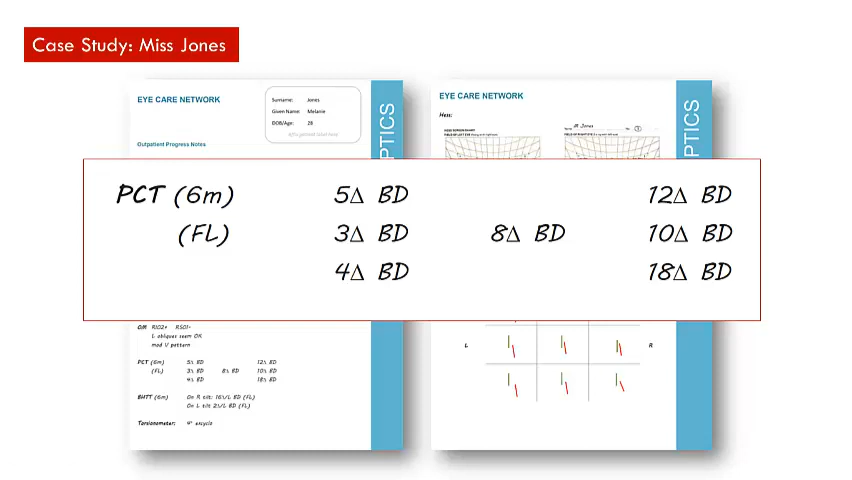 Case Study: Miss Jones
EYE CARE NETWORK
Surname: Jones
Given Name: Melanie
DOB/Age: 28
Affix patient label here
Outpatient Progress Notes
PTICS
EYE CARE NETWORK
Hess:
PTICS
PCT (6m) 5Δ BD 12Δ BD
(FL) 3Δ BD 8Δ BD 10Δ BD
4Δ BD 18Δ BD
O/M RIO2+ RSO1-
L obliques seem OK
mod V pattern
PCT (6m) 5Δ BD 12Δ BD
(FL) 3Δ BD 8Δ BD 10Δ BD
4Δ BD 18Δ BD
BHTT (6m) On R tilt: 16Δ/L BD (FL)
On L tilt 2Δ/L BD (FL)
Torsionometer: 4° excyclo
L R